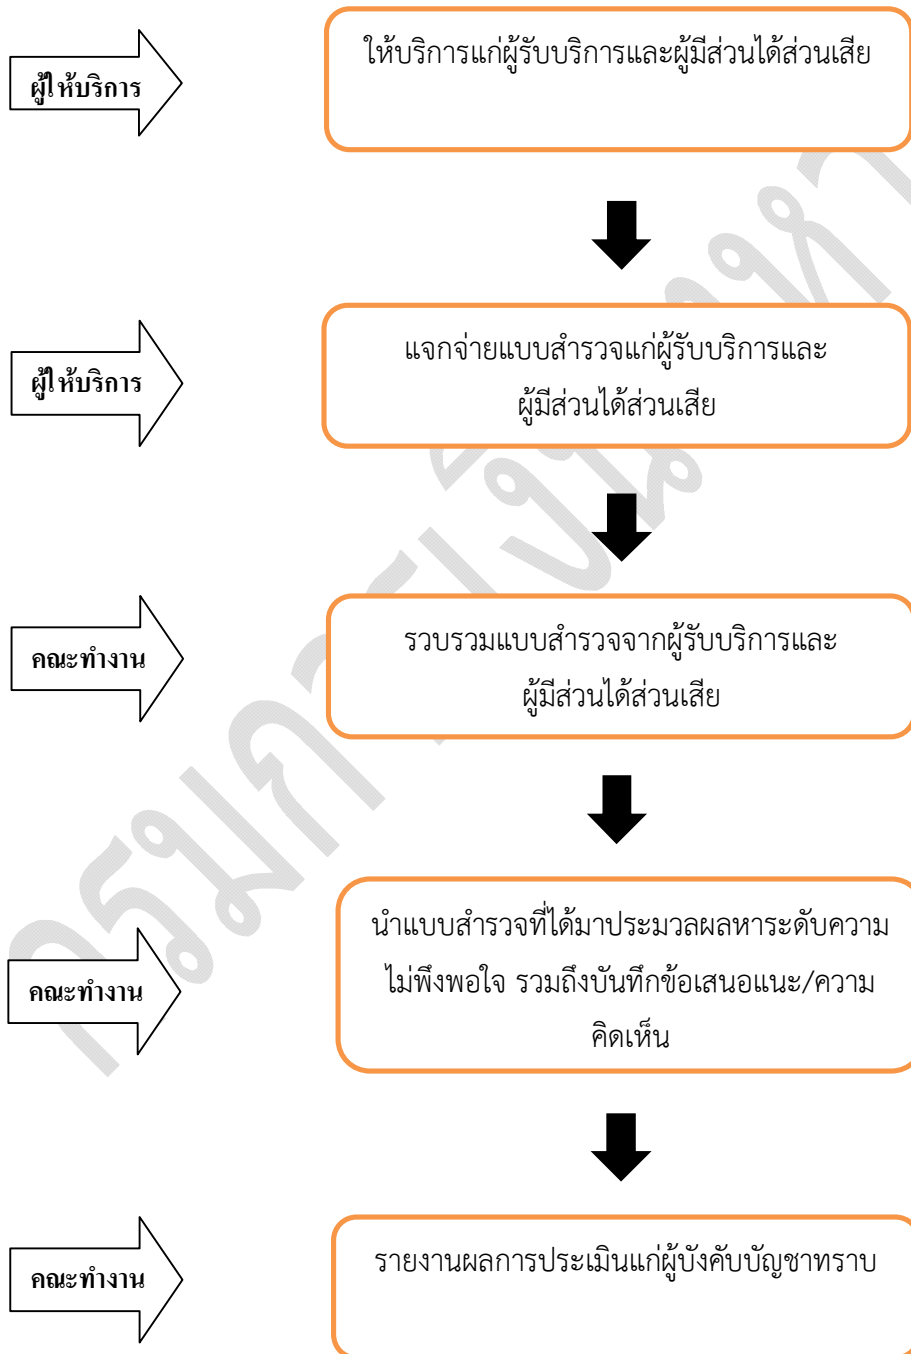 ให้บริการแก่ผู้รับบริการและผู้มีส่วนได้ส่วนเสีย
ผู้ให้บริการ
แจกจ่ายแบบสำรวจแก่ผู้รับบริการและ
ผู้มีส่วนได้ส่วนเสีย
ผู้ให้บริการ
รวบรวมแบบสำรวจจากผู้รับบริการและ
ผู้มีส่วนได้ส่วนเสีย
คณะทำงาน
นำแบบสำรวจที่ได้มาประมวลผลหาระดับความ
ไม่พึงพอใจ รวมถึงบันทึกข้อเสนอแนะ/ความ
คิดเห็น
คณะทำงาน
รายงานผลการประเมินแก่ผู้บังคับบัญชาทราบ
คณะทำงาน
กรมการเงินทหา